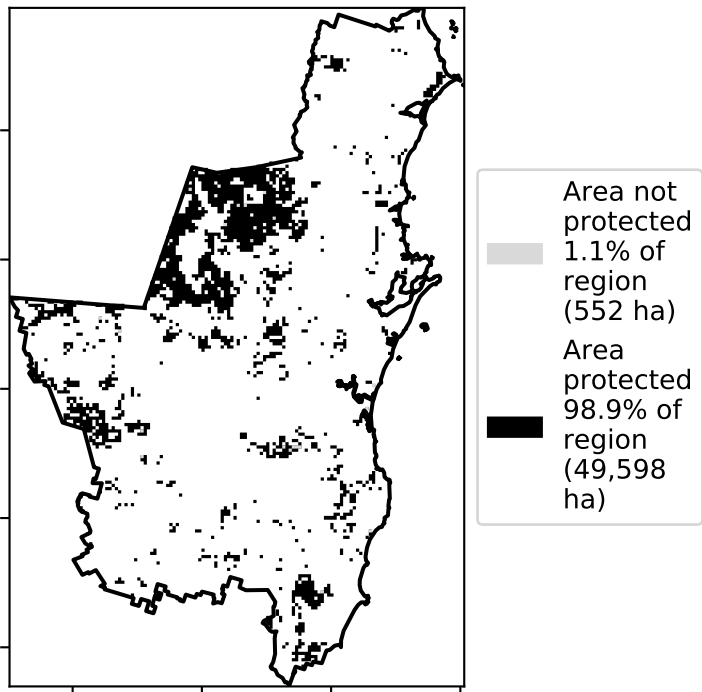 Area not
protected
1.1% of
region
(552 ha)
Area
protected
98.9% of
region
(49,598
ha)